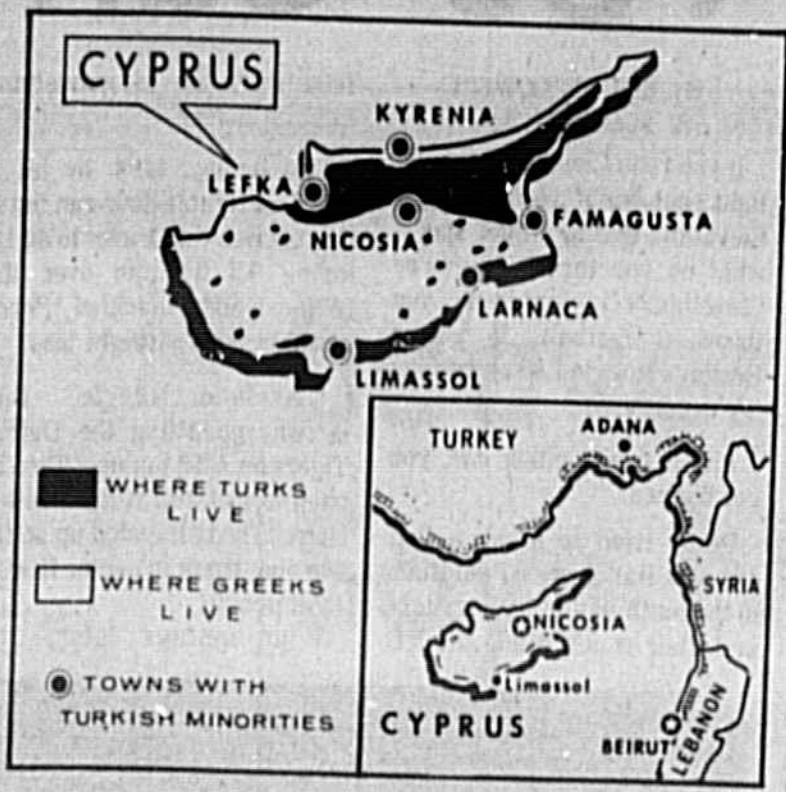 CYPRUS
KYRENIA
LEFKA
NICOSIA
FAMAGUSTA
LARNACA
LIMASSOL
WHERE TURKS
LIVE
WHERE GREEKS
LIVE
TOWNS WITH
TURKISH MINORITIES
TURKEY
ADANA
SYRIA
NICOSIA
Limassol
CYPRUS
BEIRUT
LEBANON